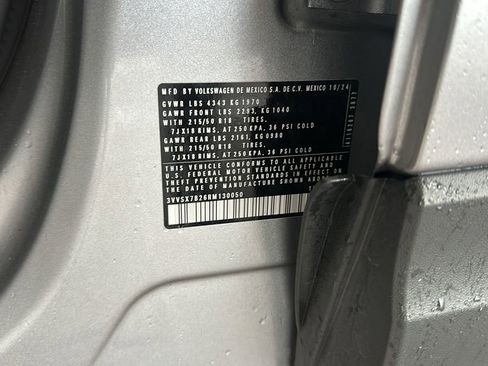 MFD BY VOLKSWAGEN DE MEXICO S.A. DE C.V. MEXICO 10/24
GVWR LBS 4343 KG 1970
GAWR FRONT LBS 2293, KG 1040
WITH 215/50 R18 TIRES,
7JX18 RIMS, AT 250 KPA, 36 PSI COLD
GAWR REAR LBS 2161, KG 0980
WITH 215/50 R18 TIRES,
7JX18 RIMS, AT 250 KPA, 36 PSI COLD
THIS VEHICLE CONFORMS TO ALL APPLICABLE
U.S. FEDERAL MOTOR VEHICLE SAFETY AND
THEFT PREVENTION STANDARDS IN EFFECT ON
THE DATE OF MANUFACTURE SHOWN ABOVE
3VVSX7B26RM130050